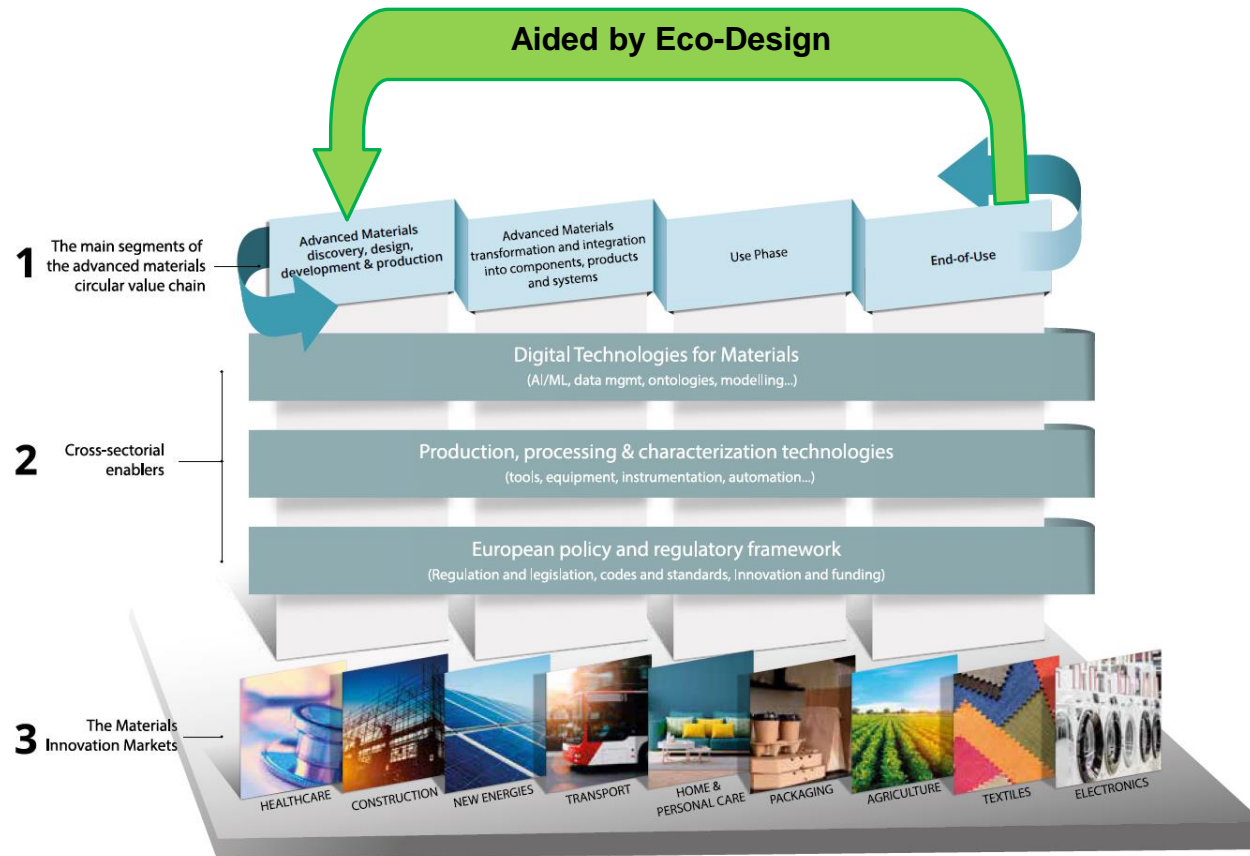 Aided by Eco-Design
1
The main segments of
the advanced materials
circular value chain
Advanced Materials
discovery, design,
development & production
Advanced Materials
transformation and integration
into components, products
and systems
Use Phase
End-of-Use
2
Cross-sectorial
enablers
Digital Technologies for Materials
(AI/ML, data mgmt, ontologies, modelling...)
Production, processing & characterization technologies
(tools, equipment, instrumentation, automation...)
European policy and regulatory framework
(Regulation and legislation, codes and standards, Innovation and funding)
3
The Materials
Innovation Markets
HEALTHCARE
CONSTRUCTION
NEW ENERGIES
TRANSPORT
HOME &
PERSONAL CARE
PACKAGING
AGRICULTURE
TEXTILES
ELECTRONICS